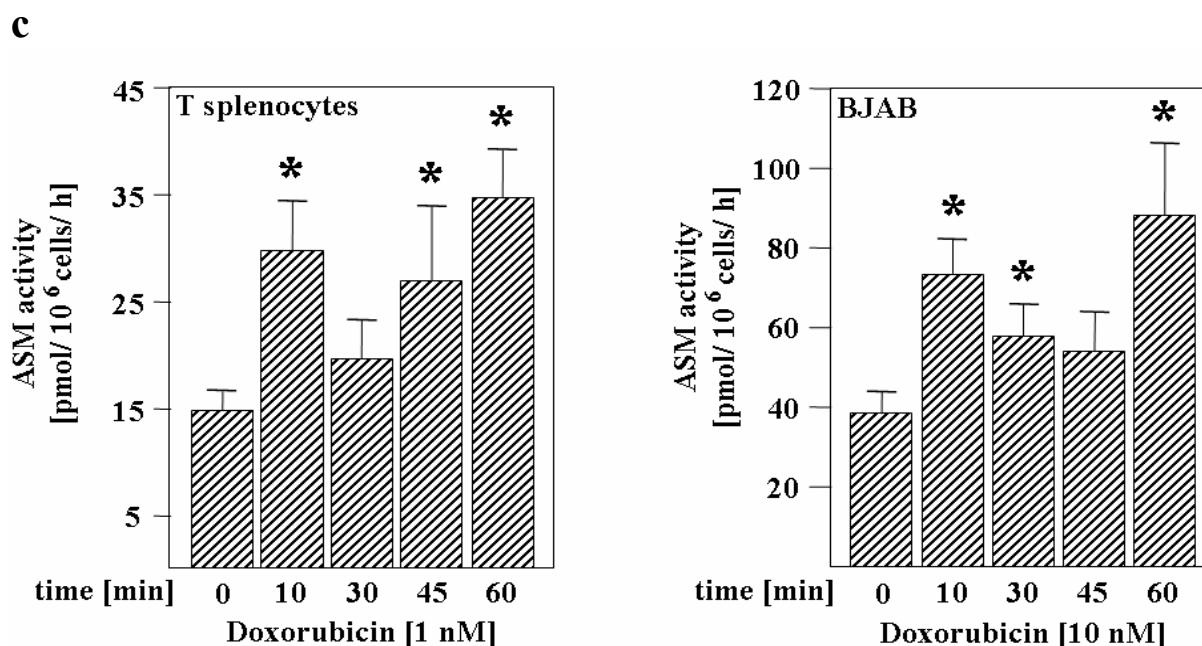 c
T splenocytes
ASM activity
[pmol/ 10 6 cells/ h]
45
35
25
15
5
* * *
time [min] 0 10 30 45 60
Doxorubicin [1 nM]
BJAB
ASM activity
[pmol/ 10 6 cells/ h]
120
100
80
60
40
20
* * *
time [min] 0 10 30 45 60
Doxorubicin [10 nM]